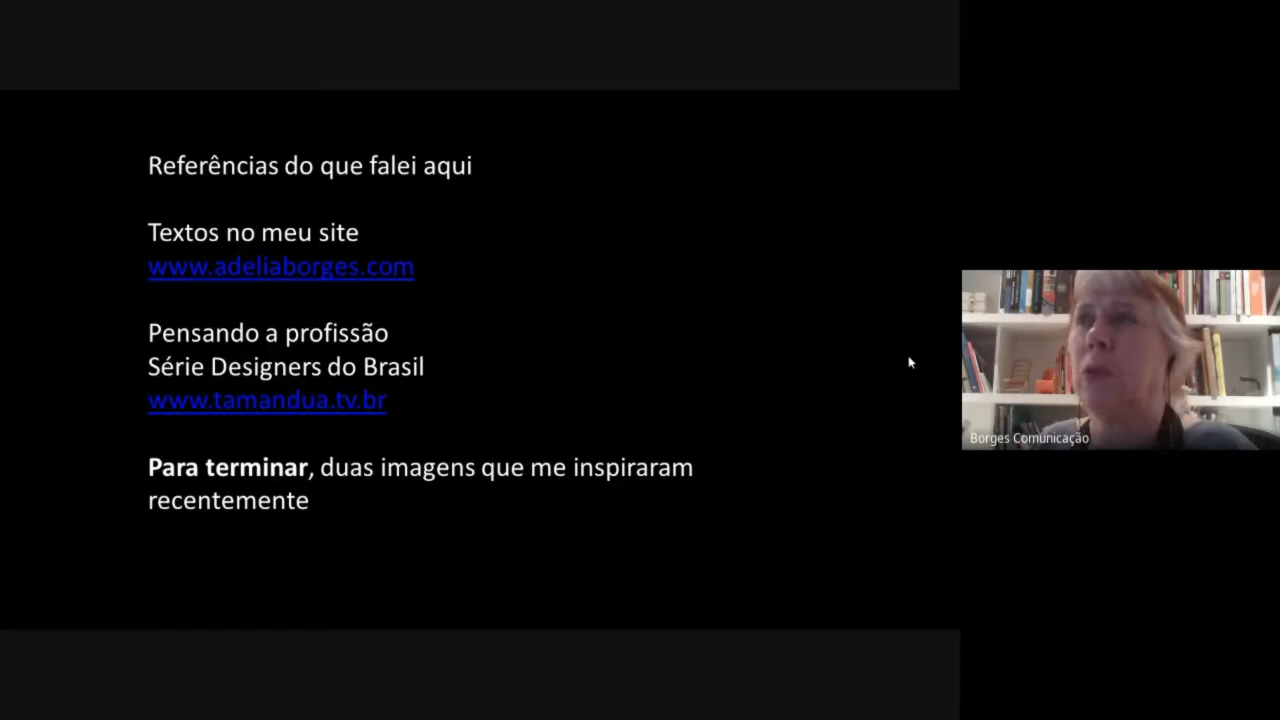 Referências do que falei aqui
Textos no meu site
www.adeliaborges.com
Pensando a profissão
Série Designers do Brasil
www.tamandua.tv.br
Para terminar, duas imagens que me inspiraram
recentemente
Borges Comunicação